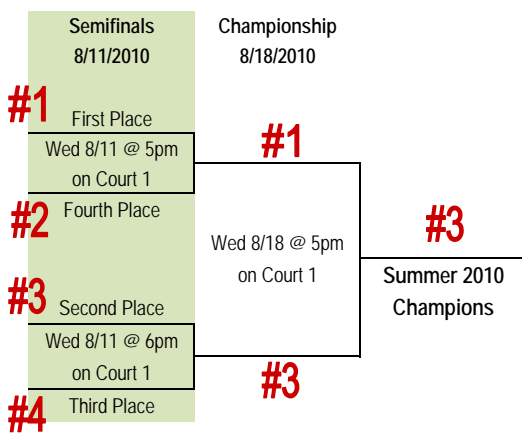 Semifinals
8/11/2010
Championship
8/18/2010
#1
First Place
Wed 8/11 @ 5pm
on Court 1
#2
Fourth Place
#1
Wed 8/18 @ 5pm
on Court 1
#3
Summer 2010
Champions
#3
Second Place
Wed 8/11 @ 6pm
on Court 1
#3
#4
Third Place